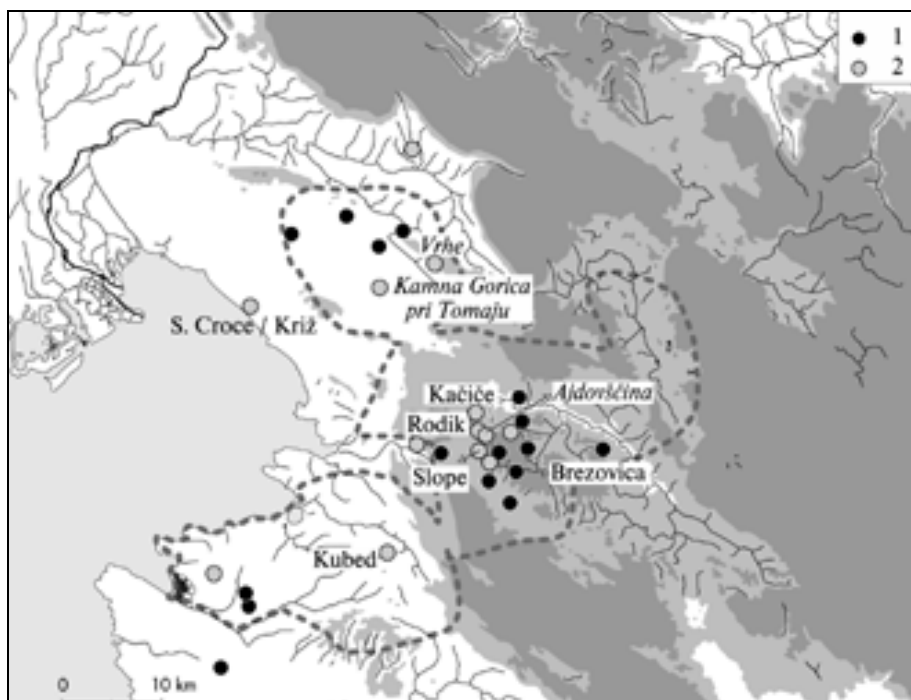 1
2
Vrhe
Kamna Gorica
pri Tomaju
S. Croce / Križ
Kačiče
Ajdovščina
Rodik
Slope
Brezovica
Kubed
0 10 km